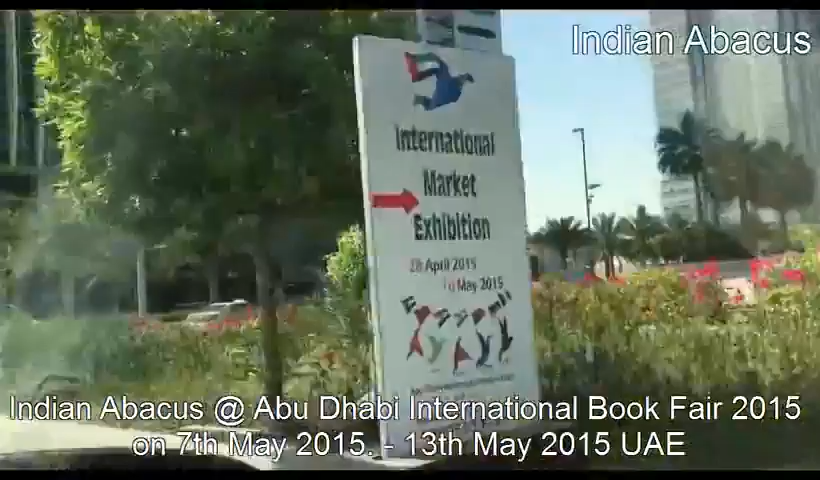 Indian Abacus
International
Market
Exhibition
28 April 2015
10 May 2015
Indian Abacus @ Abu Dhabi International Book Fair 2015
on 7th May 2015. - 13th May 2015 UAE